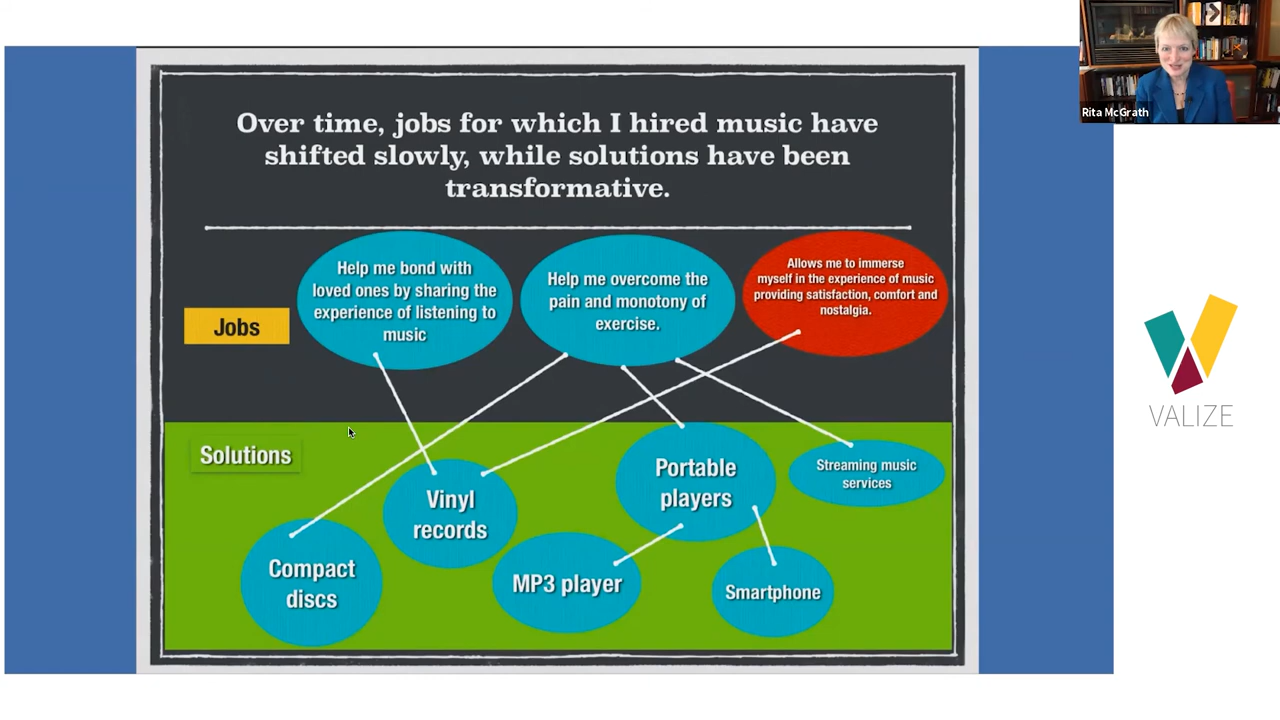 Rita McGrath
Over time, jobs for which I hired music have
shifted slowly, while solutions have been
transformative.
Jobs
Help me bond with
loved ones by sharing the
experience of listening to
music
Help me overcome the
pain and monotony of
exercise.
Allows me to immerse
myself in the experience of music
providing satisfaction, comfort and
nostalgia.
Solutions
Vinyl
records
Portable
players
Streaming music
services
Compact
discs
MP3 player
Smartphone
VALIZE